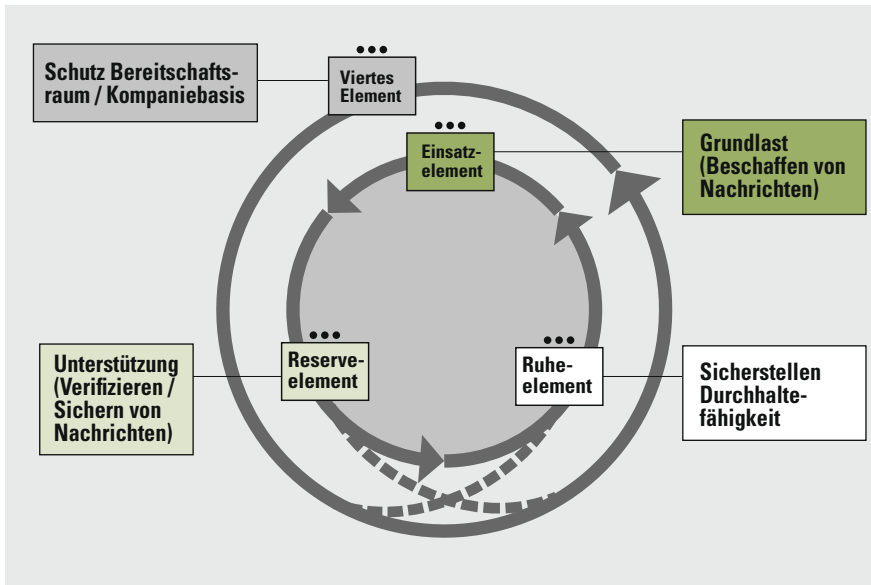 Schutz Bereitschafts-
raum / Kompaniebasis
Viertes
Element
Einsatz-
element
Grundlast
(Beschaffen von
Nachrichten)
Unterstützung
(Verifizieren /
Sichern von
Nachrichten)
Reserve-
element
Ruhe-
element
Sicherstellen
Durchhalte-
fähigkeit